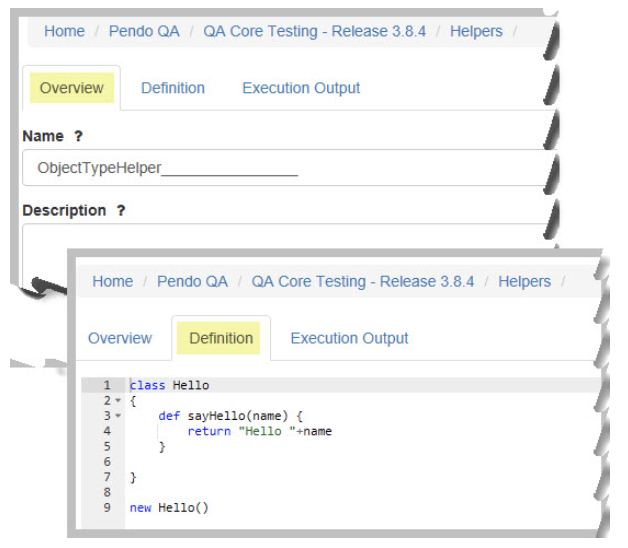 Home / Pendo QA / QA Core Testing - Release 3.8.4 / Helpers /
Overview Definition Execution Output
Name ?
ObjectTypeHelper__________________
Description ?
Home / Pendo QA / QA Core Testing - Release 3.8.4 / Helpers /
Overview Definition Execution Output
1 class Hello
2 {
3     def sayHello(name) {
4         return "Hello "+name
5     }
6
7 }
8
9 new Hello()